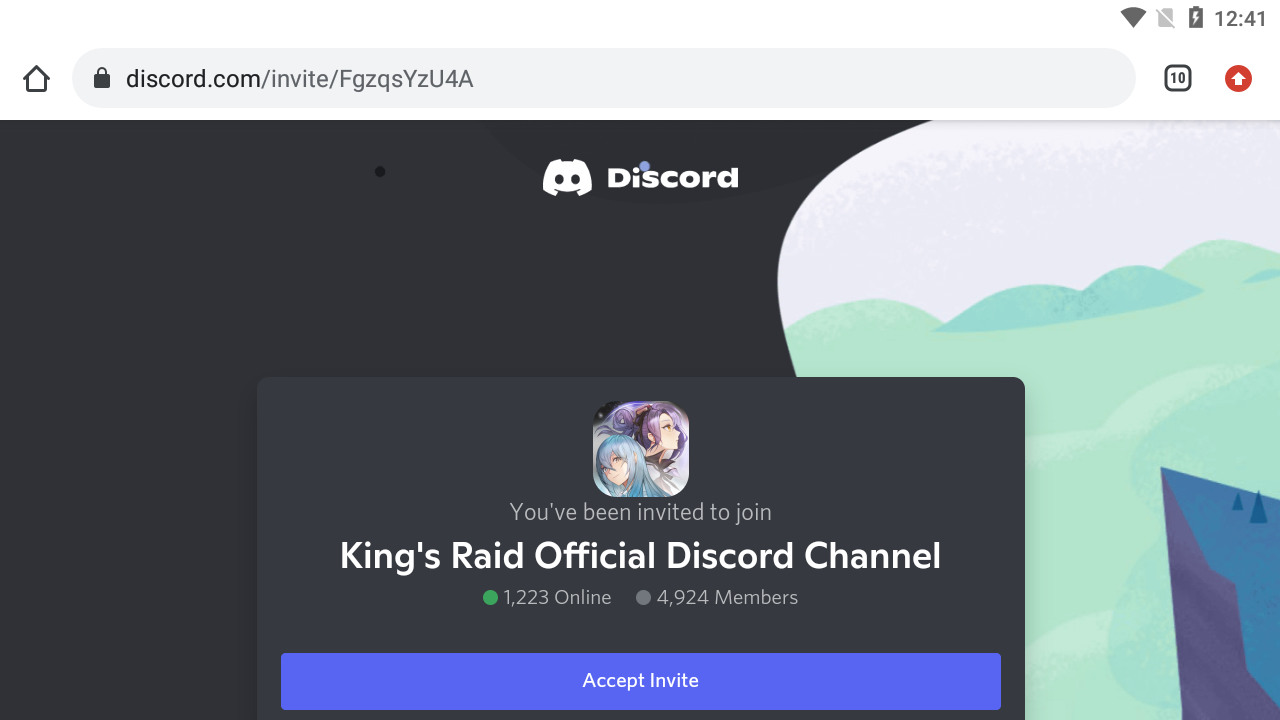 12:41
discord.com/invite/FgzqsYzU4A
10
Discord
You've been invited to join
King's Raid Official Discord Channel
1,223 Online 4,924 Members
Accept Invite